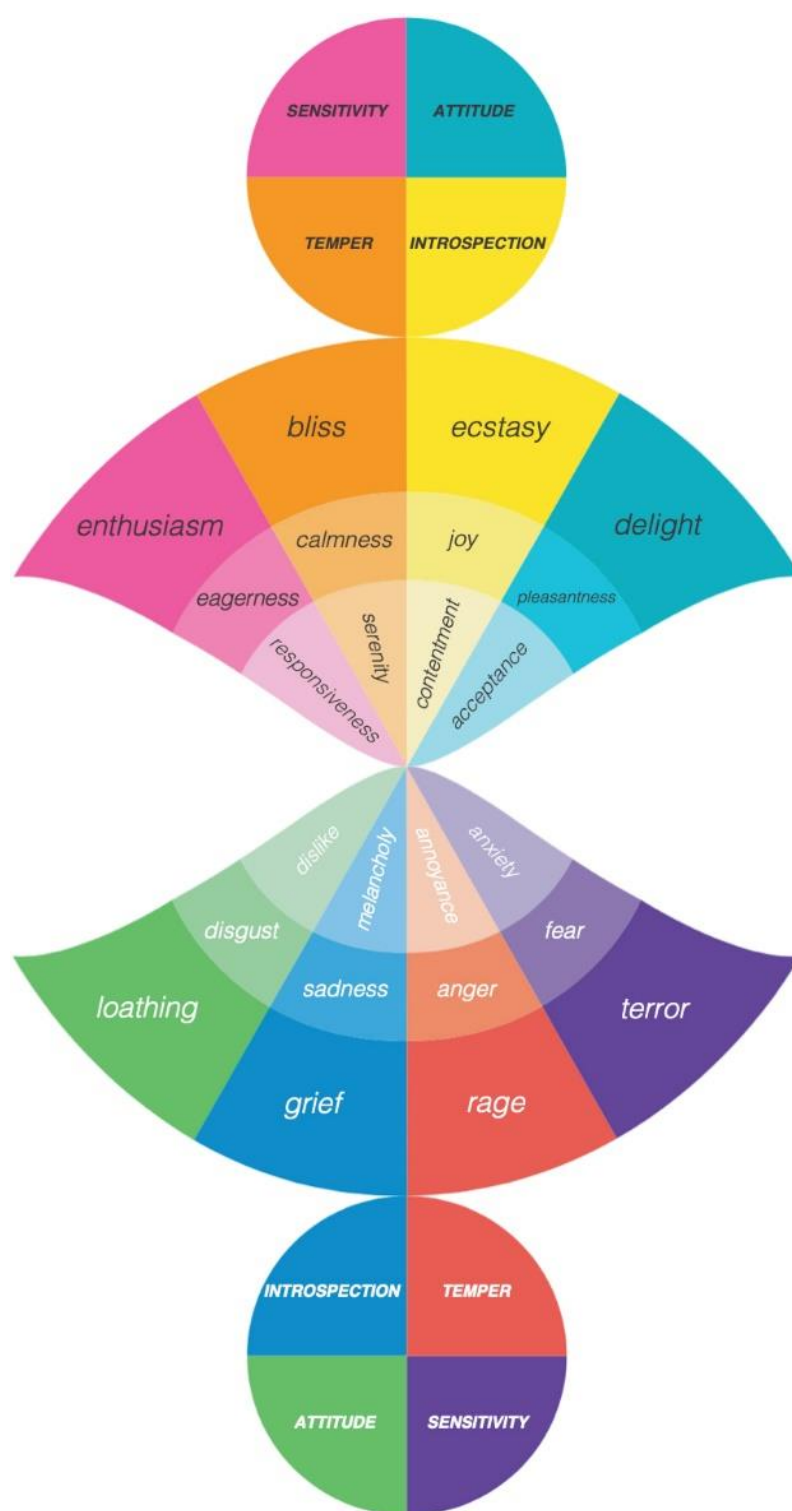 SENSITIVITY ATTITUDE
TEMPER INTROSPECTION
bliss ecstasy
enthusiasm delight
calmness joy
eagerness pleasantness
responsiveness serenity contentment acceptance
dislike melancholy annoyance anxiety
disgust fear
sadness anger
loathing terror
grief rage
INTROSPECTION TEMPER
ATTITUDE SENSITIVITY